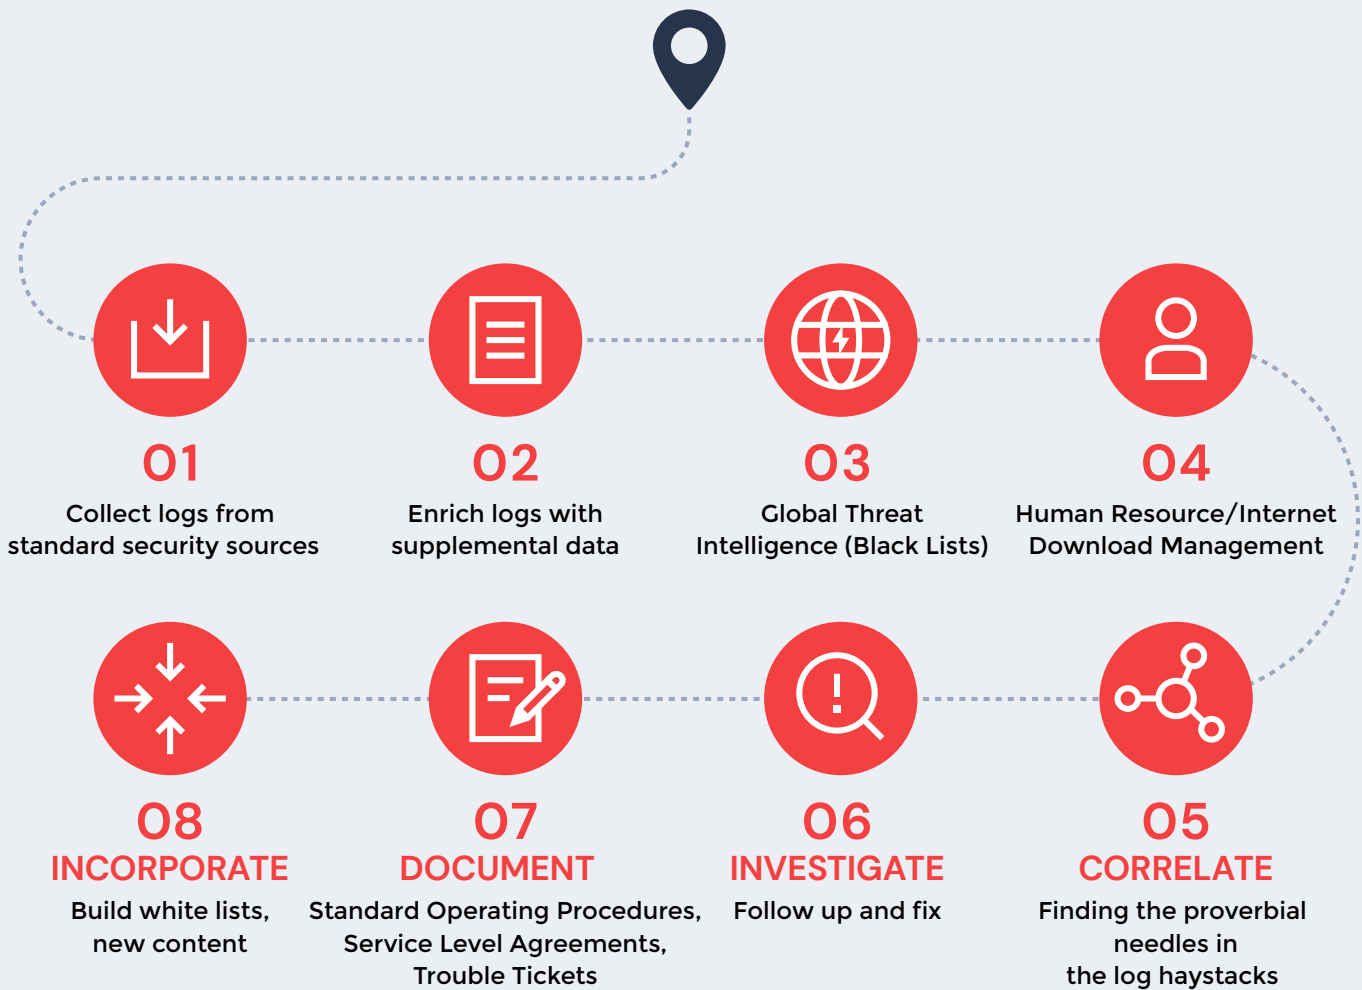 01
Collect logs from
standard security sources
02
Enrich logs with
supplemental data
03
Global Threat
Intelligence (Black Lists)
04
Human Resource/Internet
Download Management
08
INCORPORATE
Build white lists,
new content
07
DOCUMENT
Standard Operating Procedures,
Service Level Agreements,
Trouble Tickets
06
INVESTIGATE
Follow up and fix
05
CORRELATE
Finding the proverbial
needles in
the log haystacks